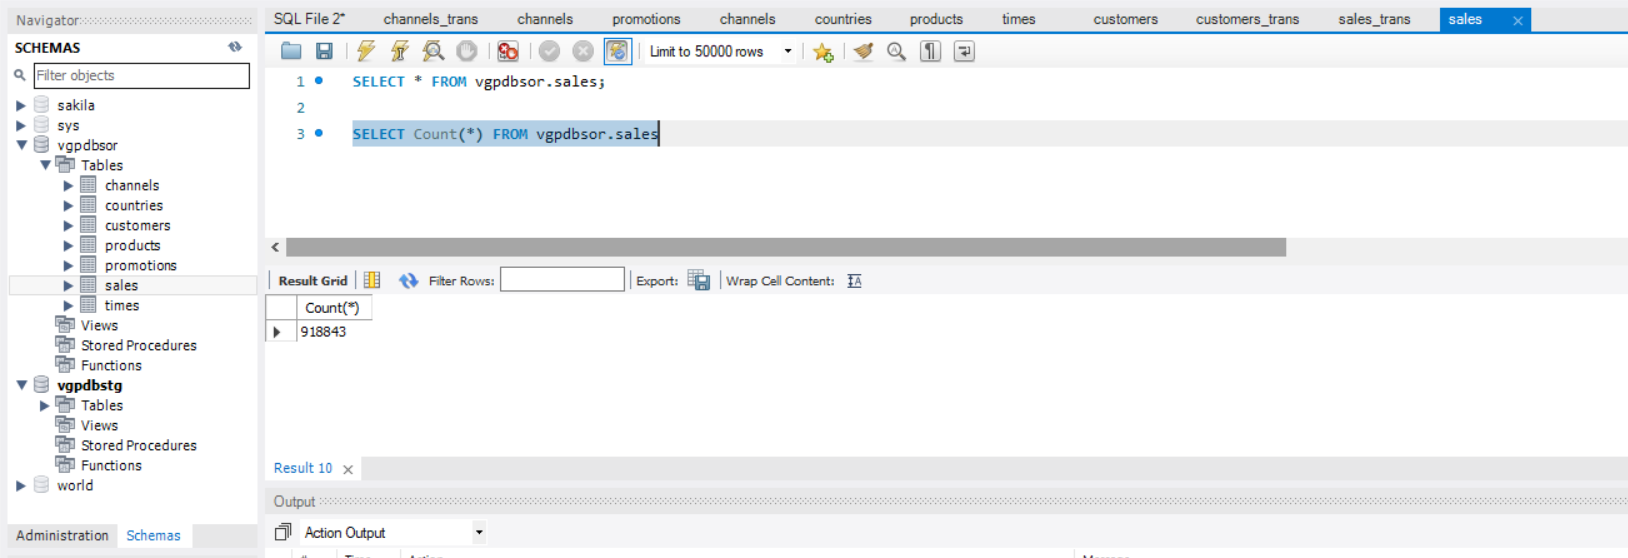 Navigator
SCHEMAS
Filter objects
sakila
sys
vgpdbsor
Tables
channels
countries
customers
products
promotions
sales
times
Views
Stored Procedures
Functions
vgpdbstg
Tables
Views
Stored Procedures
Functions
world
Administration Schemas
SQL File 2* channels_trans channels promotions channels countries products times customers customers_trans sales_trans sales
Limit to 50000 rows
1 SELECT * FROM vgpdbsor.sales;
2
3 SELECT Count(*) FROM vgpdbsor.sales
Result Grid Filter Rows: Export: Wrap Cell Content:
Count(*)
918843
Result 10
Output
Action Output